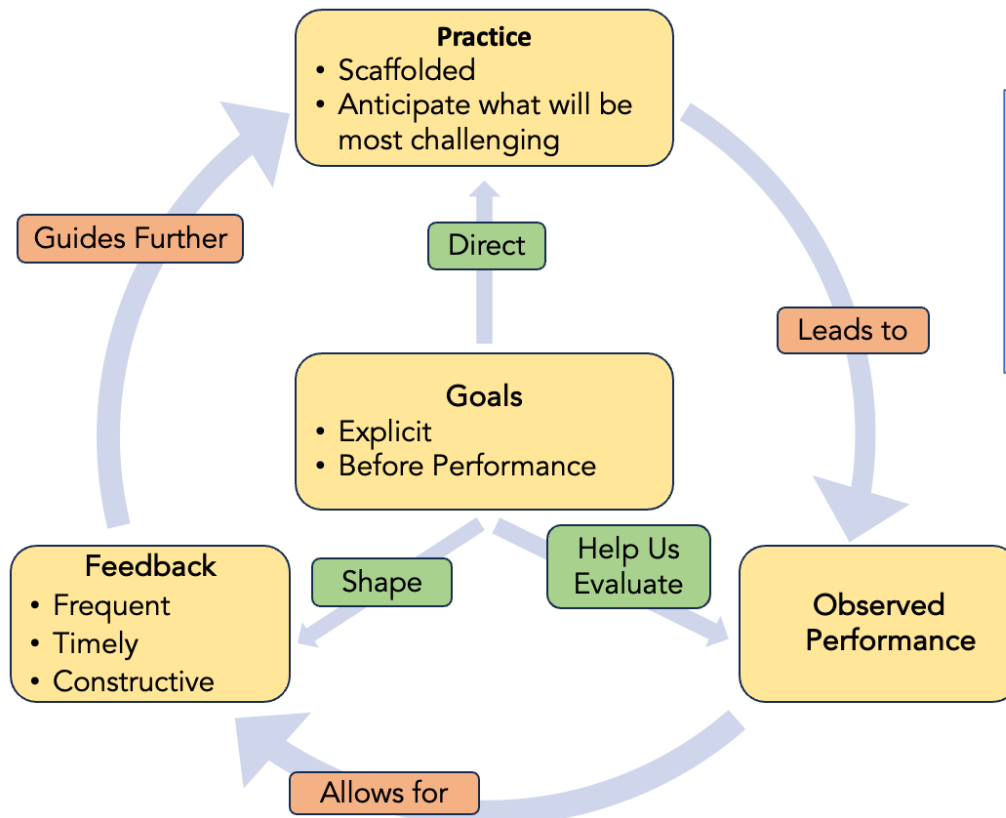 Practice
• Scaffolded
• Anticipate what will be
most challenging
Guides Further
Direct
Leads to
Goals
• Explicit
• Before Performance
Shape
Help Us
Evaluate
Feedback
• Frequent
• Timely
• Constructive
Observed
Performance
Allows for